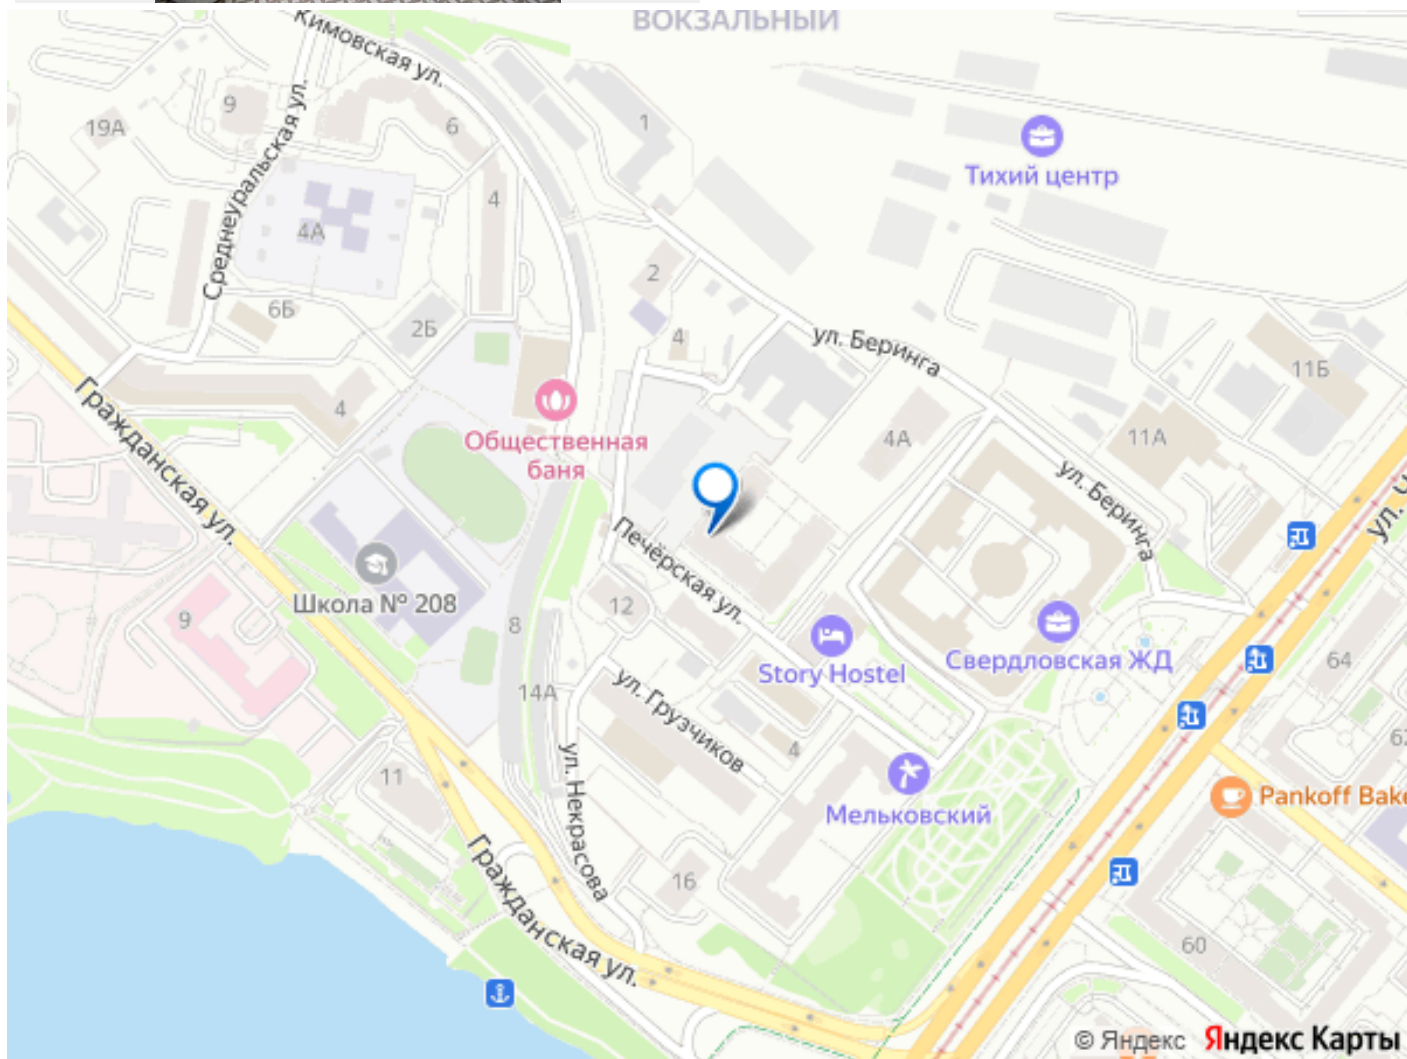 ВОКЗАЛЬНЫЙ
Кимовская ул.
Среднеуральская ул.
9
19А
6
1
Тихий центр
4
4А
2
6Б
2Б
4
ул. Беринга
11Б
4
Общественная
баня
4А
11А
Гражданская ул.
ул. Беринга
Печёрская ул.
Школа № 208
9
12
8
Story Hostel
Свердловская ЖД
64
14А
ул. Грузчиков
4
ул. Некрасова
11
Мельковский
Pankoff Bake
16
Гражданская ул.
60
© Яндекс Яндекс Карты